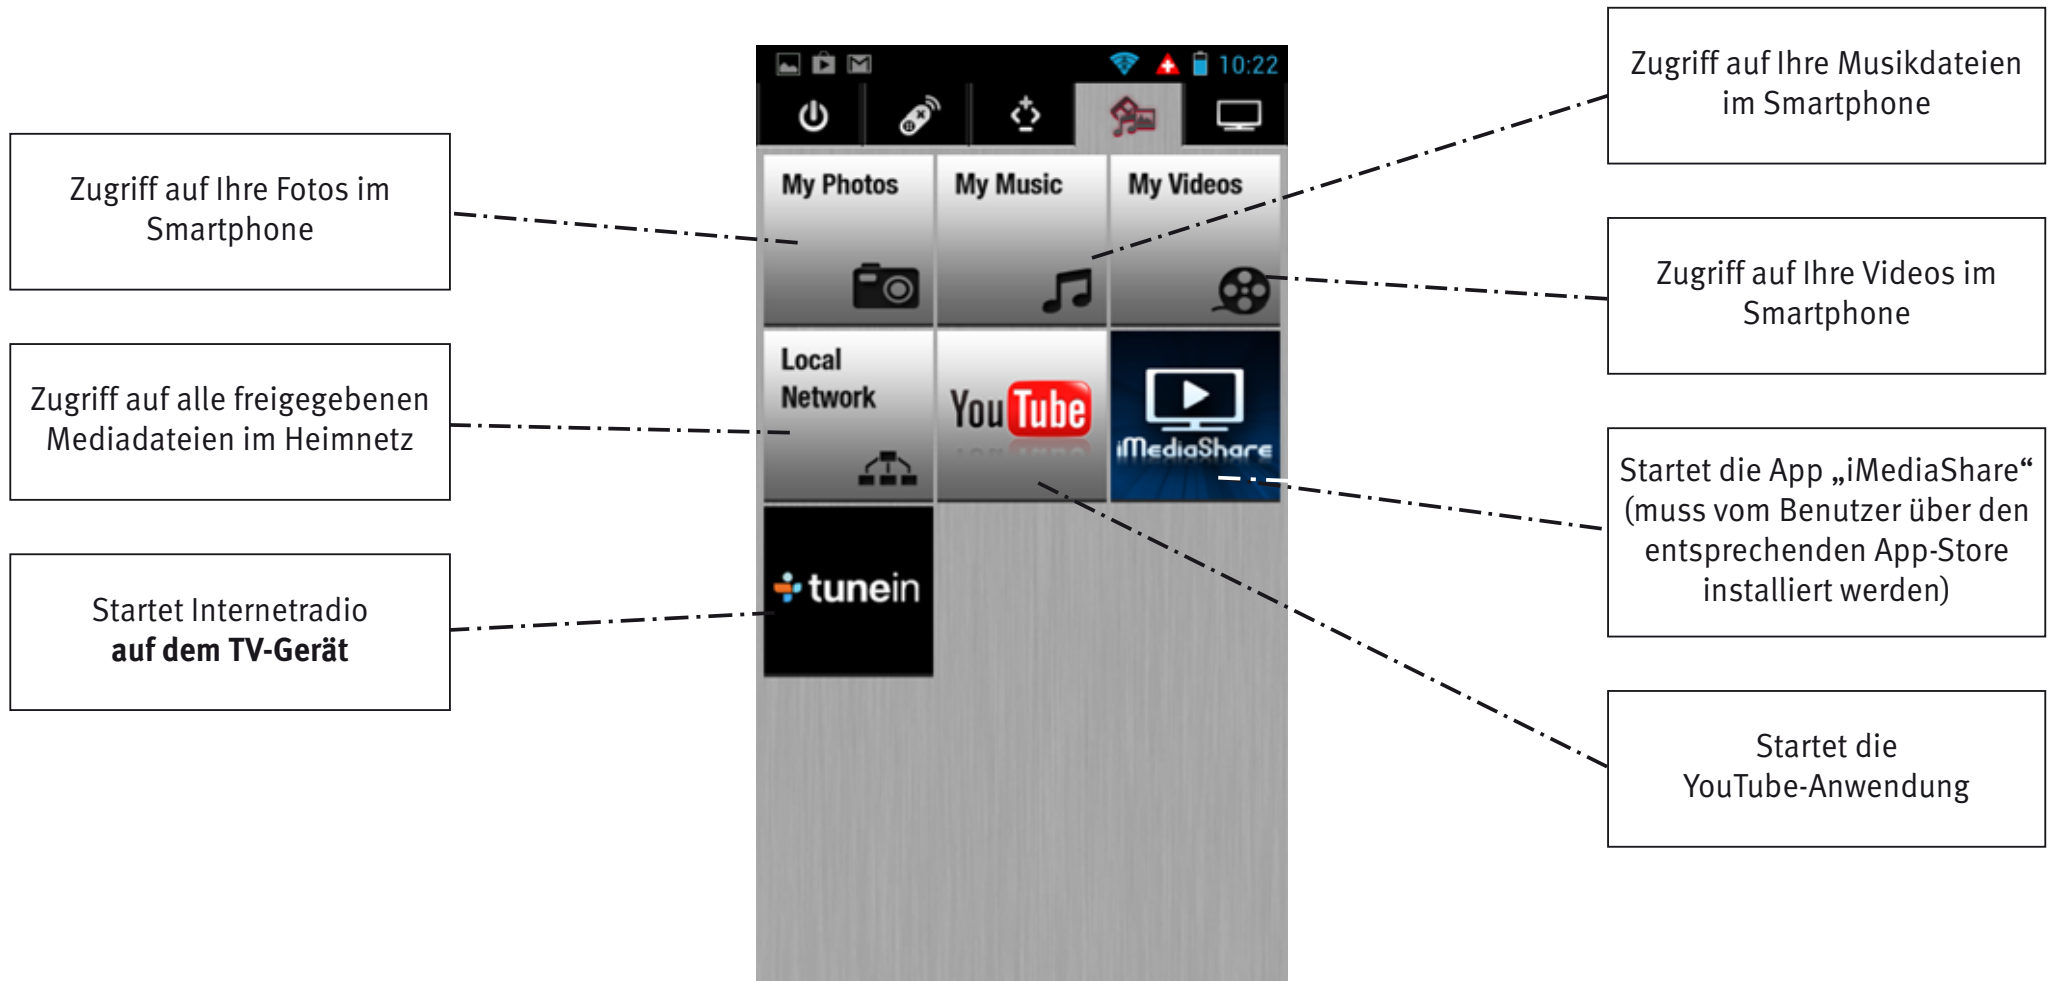 Zugriff auf Ihre Fotos im
Smartphone
Zugriff auf alle freigegebenen
Mediadateien im Heimnetz
Startet Internetradio
auf dem TV-Gerät
10:22
My Photos
My Music
My Videos
Local
Network
You Tube
iMediaShare
tunein
Zugriff auf Ihre Musikdateien
im Smartphone
Zugriff auf Ihre Videos im
Smartphone
Startet die App „iMediaShare“
(muss vom Benutzer über den
entsprechenden App-Store
installiert werden)
Startet die
YouTube-Anwendung